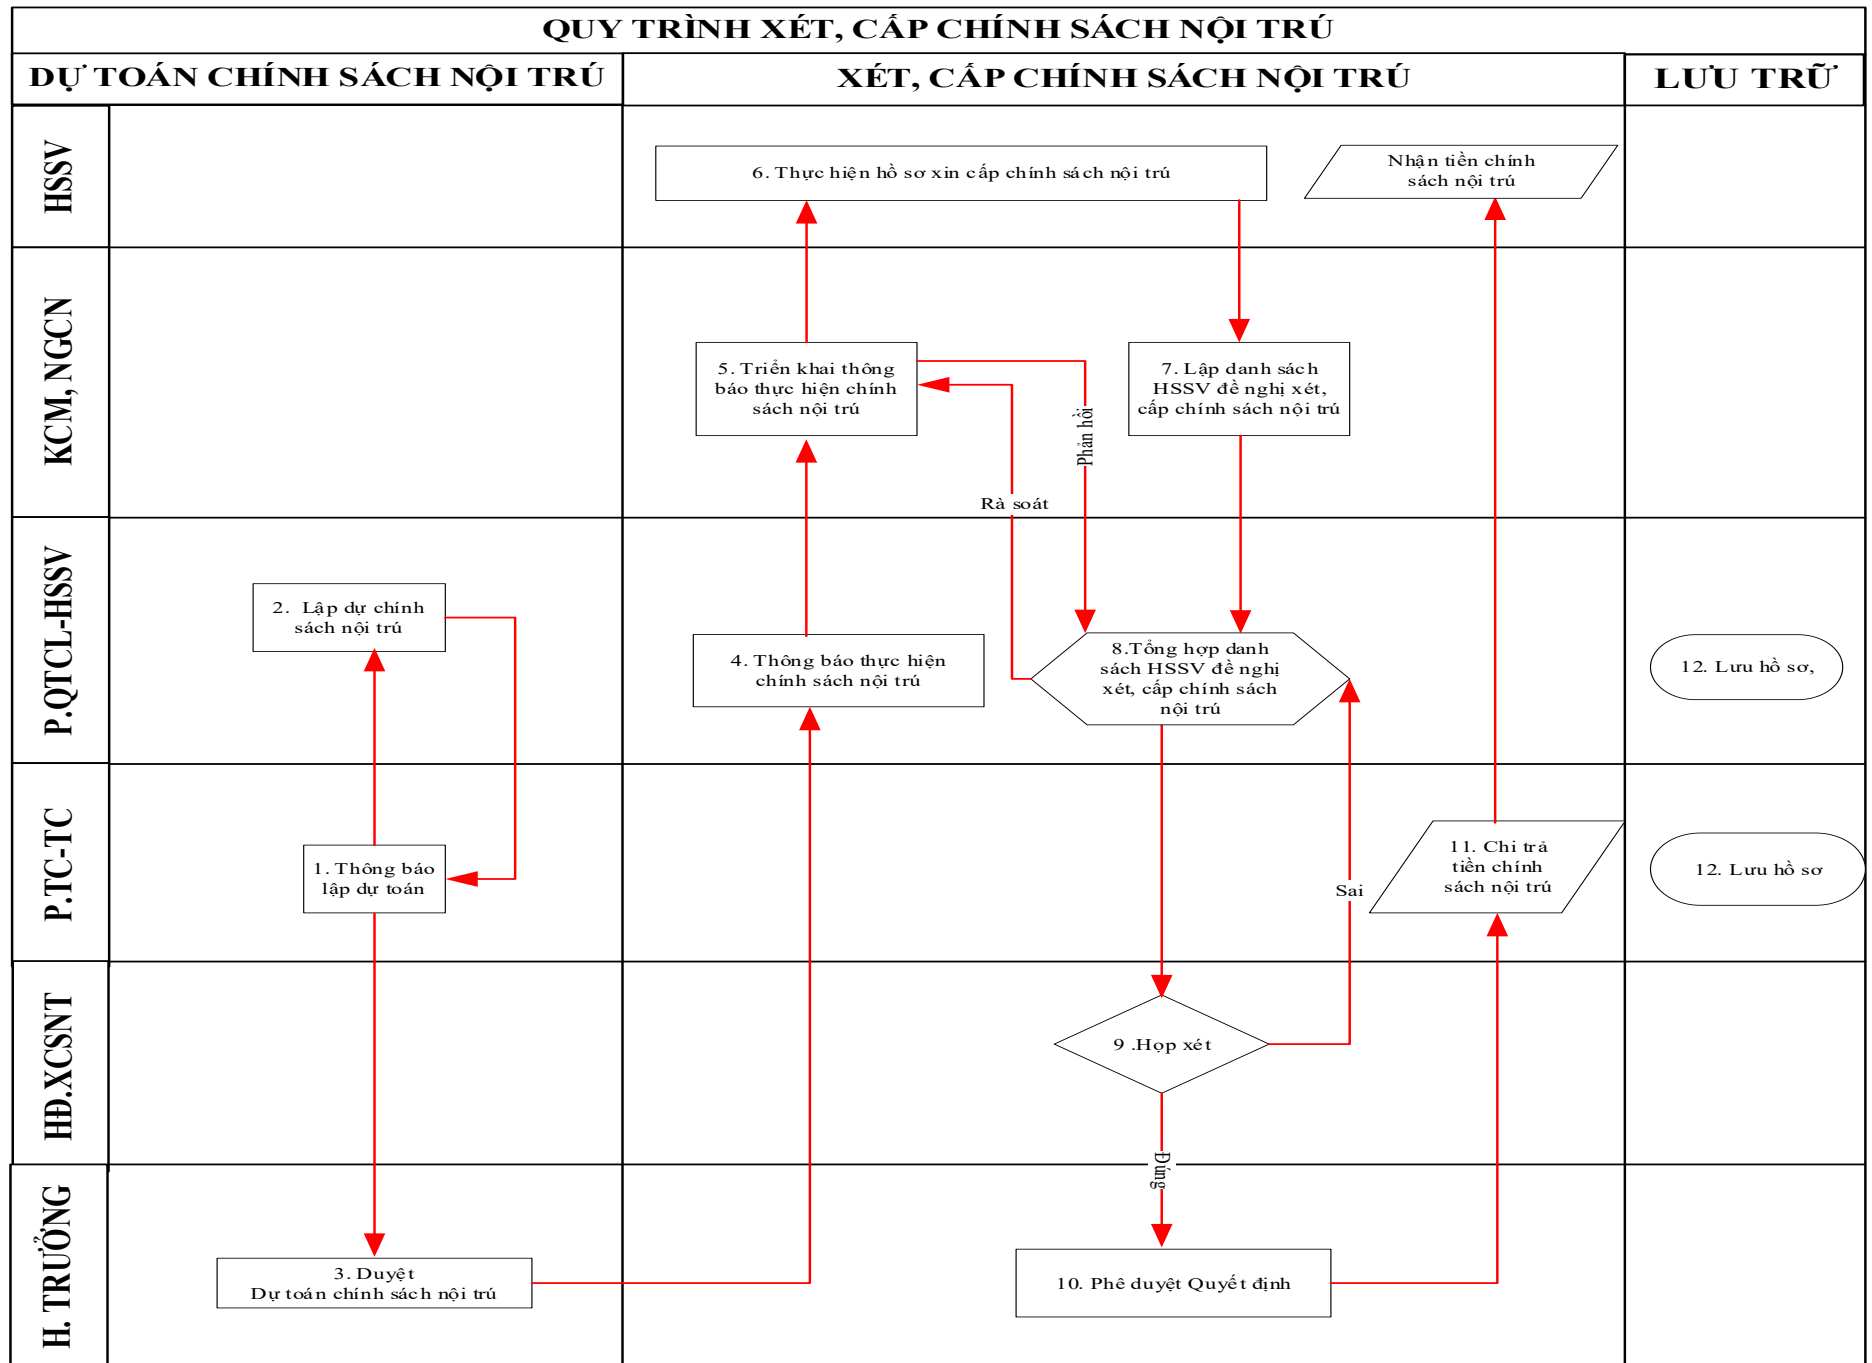 QUY TRÌNH XÉT, CẤP CHÍNH SÁCH NỘI TRÚ
DỰ TOÁN CHÍNH SÁCH NỘI TRÚ
XÉT, CẤP CHÍNH SÁCH NỘI TRÚ
LƯU TRỮ
HSSV
6. Thực hiện hồ sơ xin cấp chính sách nội trú
Nhận tiền chính
sách nội trú
KCM, NGCN
5. Triển khai thông
báo thực hiện chính
sách nội trú
Phản hồi
7. Lập danh sách
HSSV đề nghị xét,
cấp chính sách nội trú
Rà soát
P.QTCL-HSSV
2. Lập dự chính
sách nội trú
4. Thông báo thực hiện
chính sách nội trú
8.Tổng hợp danh
sách HSSV đề nghị
xét, cấp chính sách
nội trú
12. Lưu hồ sơ,
P.TC-TC
1. Thông báo
lập dự toán
Sai
11. Chi trả
tiền chính
sách nội trú
12. Lưu hồ sơ
HĐ.XCSNT
9 .Họp xét
Đúng
H. TRƯỞNG
3. Duyệt
Dự toán chính sách nội trú
10. Phê duyệt Quyết định